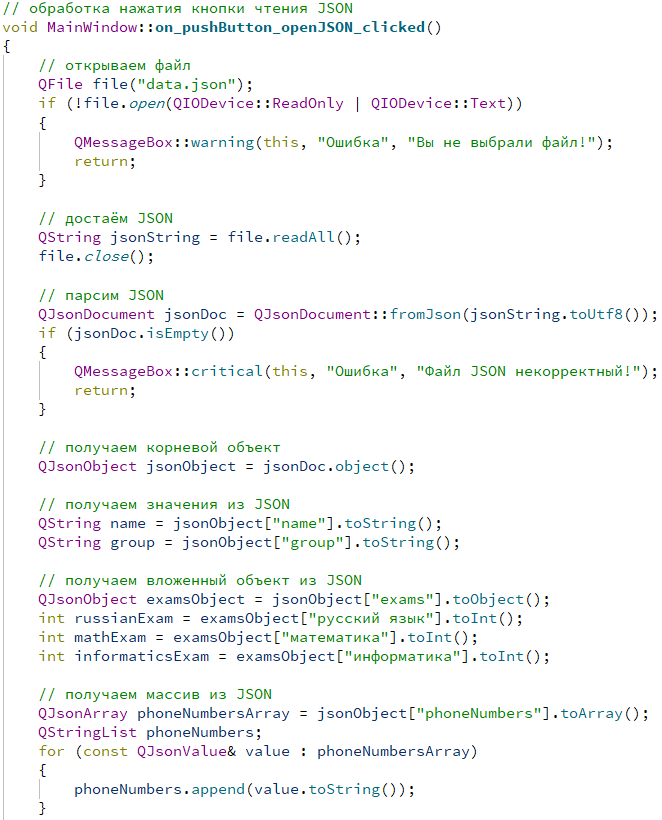 // обработка нажатия кнопки чтения JSON
void MainWindow::on_pushButton_openJSON_clicked()
{
    // открываем файл
    QFile file("data.json");
    if (!file.open(QIODevice::ReadOnly | QIODevice::Text))
    {
        QMessageBox::warning(this, "Ошибка", "Вы не выбрали файл!");
        return;
    }

    // достаём JSON
    QString jsonString = file.readAll();
    file.close();

    // парсим JSON
    QJsonDocument jsonDoc = QJsonDocument::fromJson(jsonString.toUtf8());
    if (jsonDoc.isEmpty())
    {
        QMessageBox::critical(this, "Ошибка", "Файл JSON некорректный!");
        return;
    }

    // получаем корневой объект
    QJsonObject jsonObject = jsonDoc.object();

    // получаем значения из JSON
    QString name = jsonObject["name"].toString();
    QString group = jsonObject["group"].toString();

    // получаем вложенный объект из JSON
    QJsonObject examsObject = jsonObject["exams"].toObject();
    int russianExam = examsObject["русский язык"].toInt();
    int mathExam = examsObject["математика"].toInt();
    int informaticsExam = examsObject["информатика"].toInt();

    // получаем массив из JSON
    QJsonArray phoneNumbersArray = jsonObject["phoneNumbers"].toArray();
    QStringList phoneNumbers;
    for (const QJsonValue& value : phoneNumbersArray)
    {
        phoneNumbers.append(value.toString());
    }